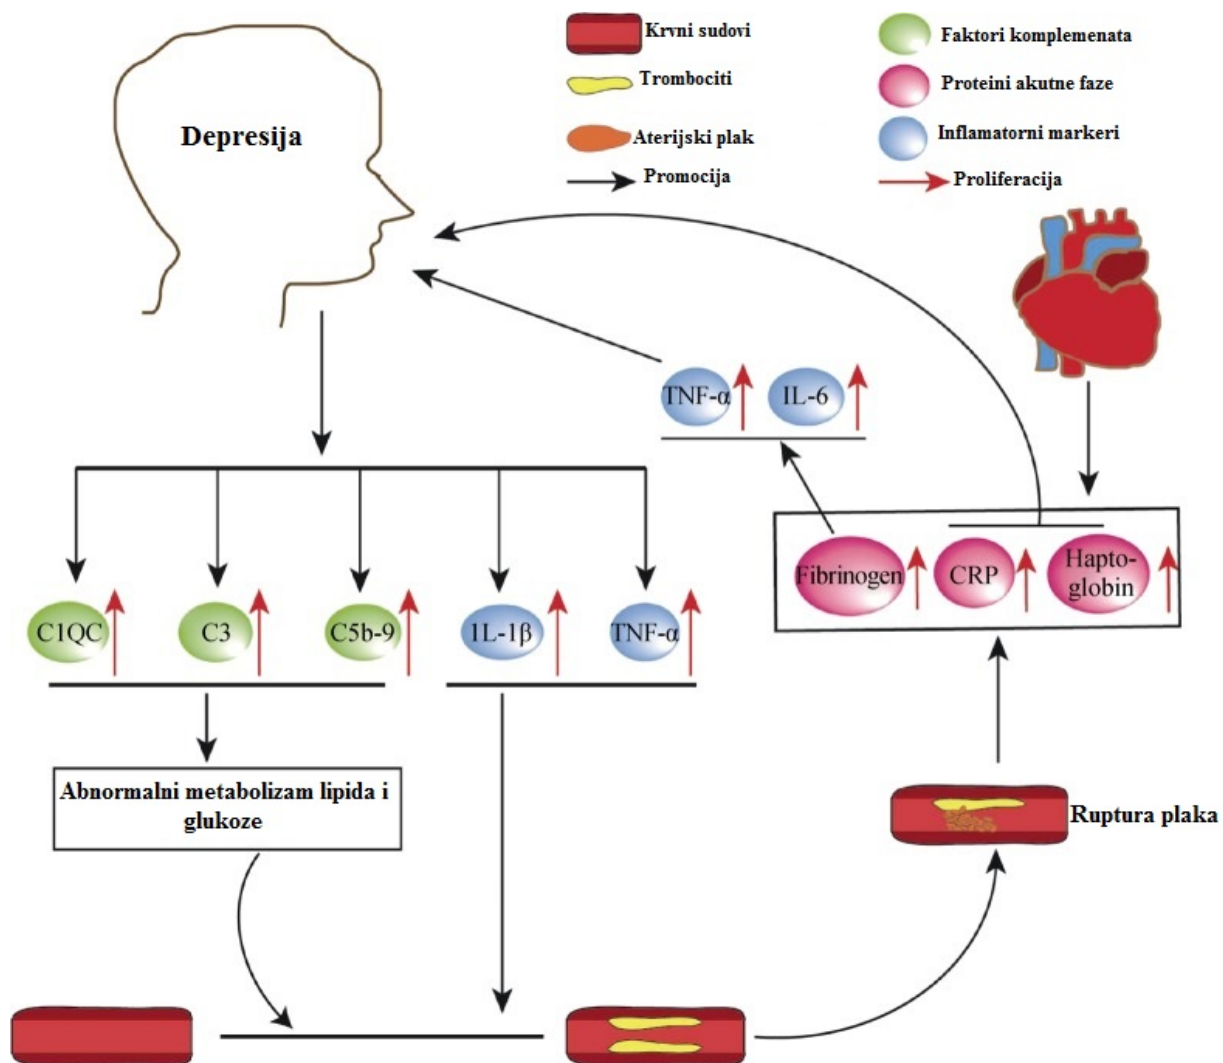 Krvni sudovi
Trombociti
Aterijski plak
Promocija
Faktori komplemenata
Proteini akutne faze
Inflamatorni markeri
Proliferacija
Depresija
TNF-α
IL-6
Fibrinogen
CRP
Hapto-
globin
C1QC
C3
C5b-9
1L-1β
TNF-α
Abnormalni metabolizam lipida i
glukoze
Ruptura plaka